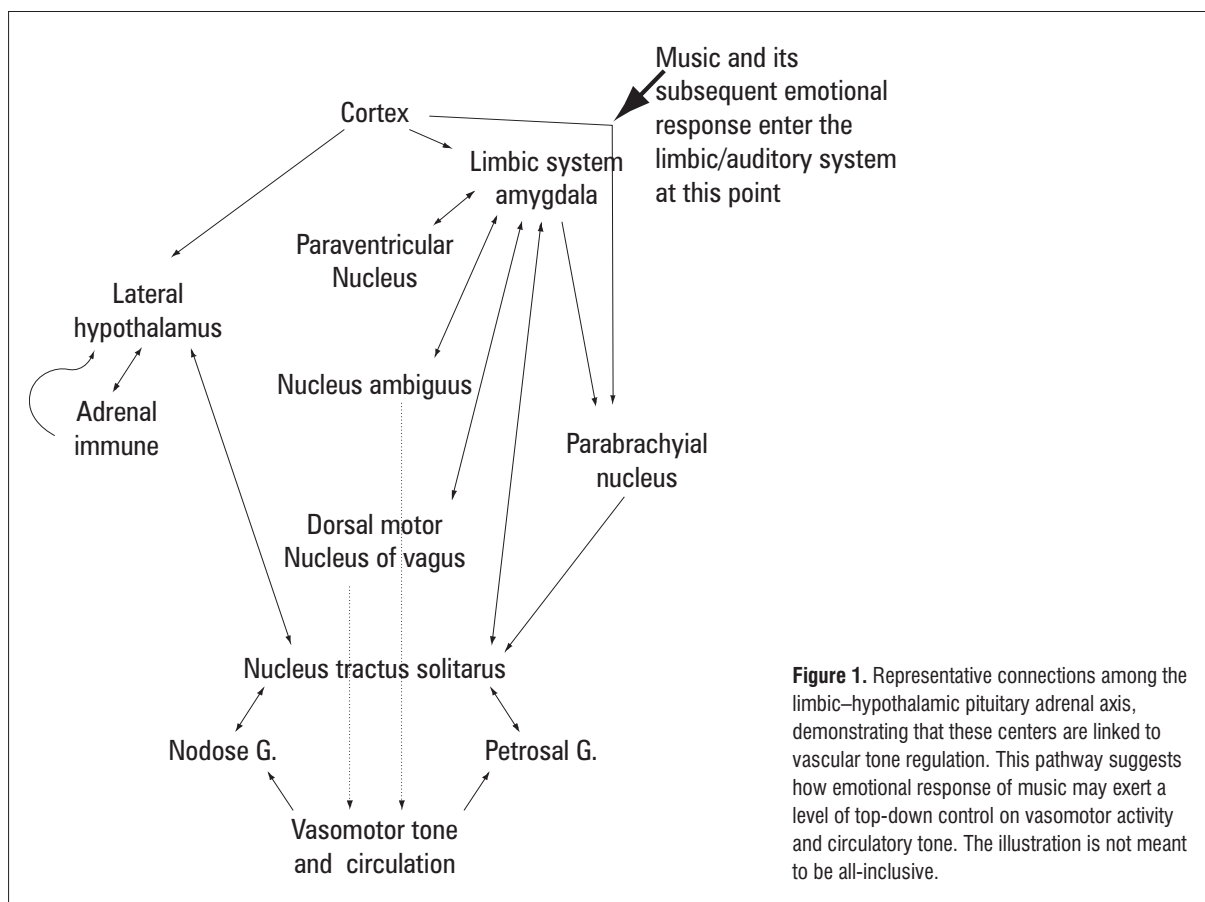 Music and its
subsequent emotional
response enter the
limbic/auditory system
at this point
Cortex
Limbic system
amygdala
Paraventricular
Nucleus
Lateral
hypothalamus
Nucleus ambiguus
Adrenal
immune
Parabrachyial
nucleus
Dorsal motor
Nucleus of vagus
Nucleus tractus solitarus
Nodose G.
Petrosal G.
Vasomotor tone
and circulation
Figure 1. Representative connections among the
limbic–hypothalamic pituitary adrenal axis,
demonstrating that these centers are linked to
vascular tone regulation. This pathway suggests
how emotional response of music may exert a
level of top-down control on vasomotor activity
and circulatory tone. The illustration is not meant
to be all-inclusive.